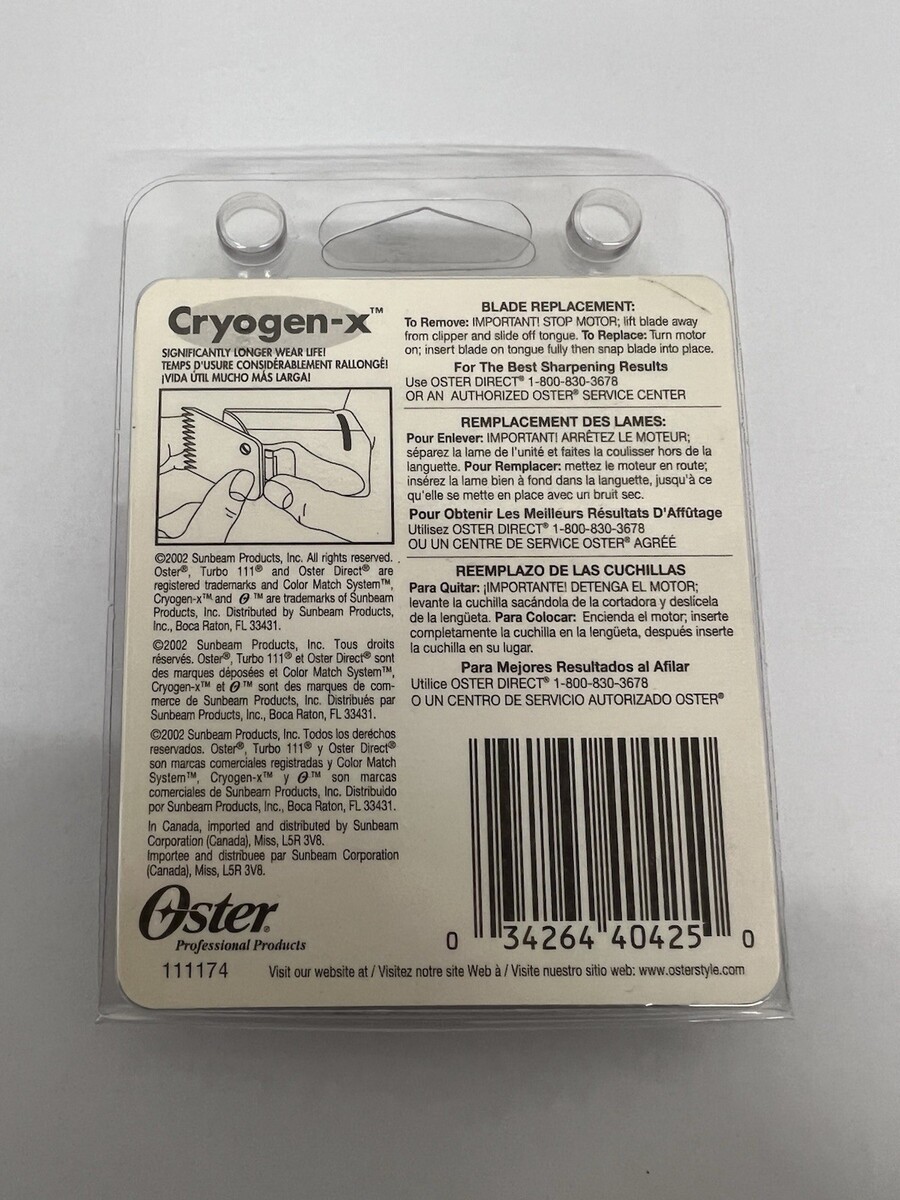 Cryogen-x™
SIGNIFICANTLY LONGER WEAR LIFE!
TEMPS D'USURE CONSIDÉRABLEMENT RALLONGÉ!
¡VIDA ÚTIL MUCHO MÁS LARGA!
©2002 Sunbeam Products, Inc. All rights reserved.
Oster®, Turbo 111® and Oster Direct® are
registered trademarks and Color Match System™,
Cryogen-x™ and O™ are trademarks of Sunbeam
Products, Inc. Distributed by Sunbeam Products,
Inc., Boca Raton, FL 33431.
©2002 Sunbeam Products, Inc. Tous droits
réservés. Oster®, Turbo 111® et Oster Direct® sont
des marques déposées et Color Match System™,
Cryogen-x™ et O™ sont des marques de com-
merce de Sunbeam Products, Inc. Distribués par
Sunbeam Products, Inc., Boca Raton, FL 33431.
©2002 Sunbeam Products, Inc. Todos los deréchos
reservados. Oster®, Turbo 111® y Oster Direct®
son marcas comerciales registradas y Color Match
System™, Cryogen-x™ y O™ son marcas
comerciales de Sunbeam Products, Inc. Distribuido
por Sunbeam Products, Inc., Boca Raton, FL 33431.
In Canada, imported and distributed by Sunbeam
Corporation (Canada), Miss, L5R 3V8.
Importee and distribuee par Sunbeam Corporation
(Canada), Miss, L5R 3V8.
Oster®
Professional Products
111174
BLADE REPLACEMENT:
To Remove: IMPORTANT! STOP MOTOR; lift blade away
from clipper and slide off tongue. To Replace: Turn motor
on; insert blade on tongue fully then snap blade into place.
For The Best Sharpening Results
Use OSTER DIRECT® 1-800-830-3678
OR AN AUTHORIZED OSTER® SERVICE CENTER
REMPLACEMENT DES LAMES:
Pour Enlever: IMPORTANT! ARRÊTEZ LE MOTEUR;
séparez la lame de l'unité et faites la coulisser hors de la
languette. Pour Remplacer: mettez le moteur en route;
insérez la lame bien à fond dans la languette, jusqu'à ce
qu'elle se mette en place avec un bruit sec.
Pour Obtenir Les Meilleurs Résultats D'Affûtage
Utilisez OSTER DIRECT® 1-800-830-3678
OU UN CENTRE DE SERVICE OSTER® AGRÉÉ
REEMPLAZO DE LAS CUCHILLAS
Para Quitar: ¡IMPORTANTE! DETENGA EL MOTOR;
levante la cuchilla sacándola de la cortadora y deslícela
de la lengüeta. Para Colocar: Encienda el motor; inserte
completamente la cuchilla en la lengüeta, después inserte
la cuchilla en su lugar.
Para Mejores Resultados al Afilar
Utilice OSTER DIRECT® 1-800-830-3678
O UN CENTRO DE SERVICIO AUTORIZADO OSTER®
0 34264 40425 0
Visit our website at / Visitez notre site Web à / Visite nuestro sitio web: www.osterstyle.com